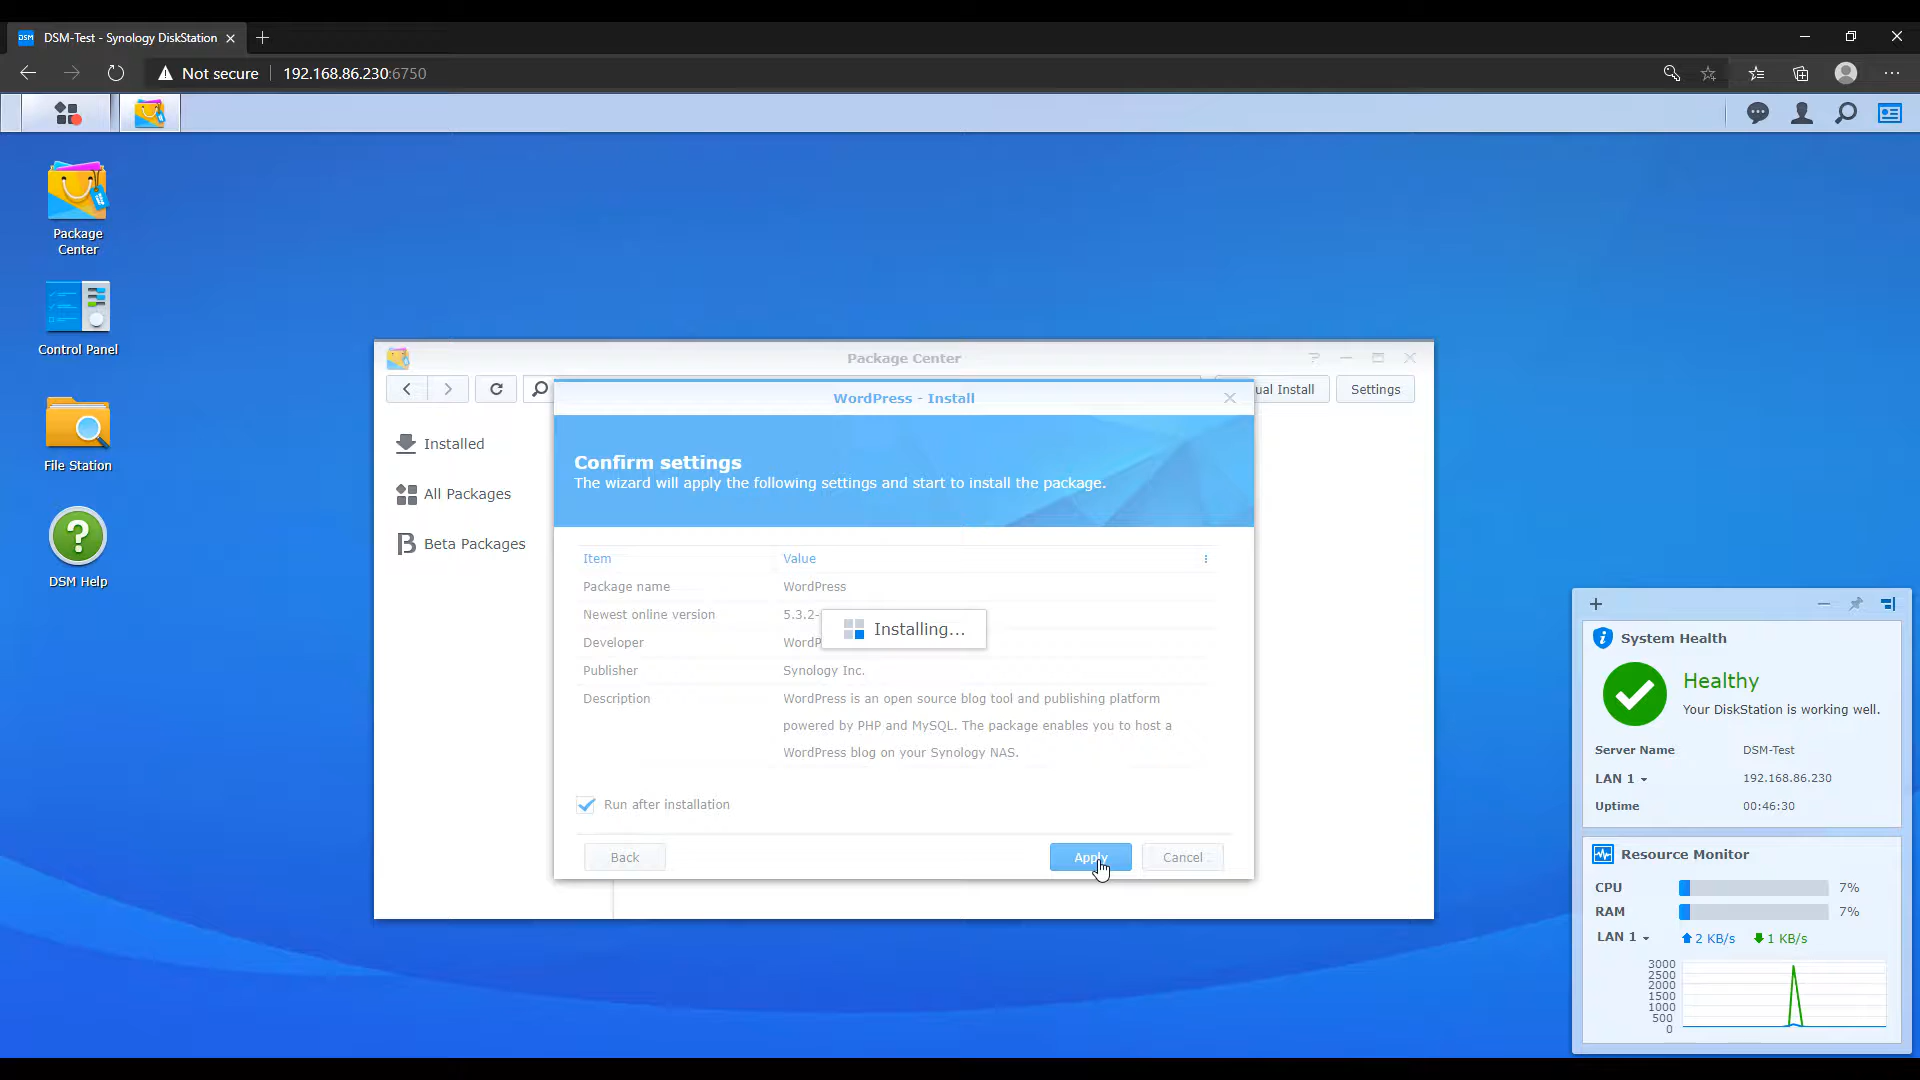 DSM-Test - Synology DiskStation
Not secure
192.168.86.230:6750
Package
Center
Control Panel
File Station
DSM Help
Package Center
ual Install
Settings
Installed
All Packages
Beta Packages
WordPress - Install
Confirm settings
The wizard will apply the following settings and start to install the package.
Item Value
Package name WordPress
Newest online version 5.3.2-
Developer WordP
Publisher Synology Inc.
Description WordPress is an open source blog tool and publishing platform
powered by PHP and MySQL. The package enables you to host a
WordPress blog on your Synology NAS.
Installing...
Run after installation
Back
Apply
Cancel
System Health
Healthy
Your DiskStation is working well.
Server Name DSM-Test
LAN 1 192.168.86.230
Uptime 00:46:30
Resource Monitor
CPU 7%
RAM 7%
LAN 1 2 KB/s 1 KB/s
3000
2500
2000
1500
1000
500
0